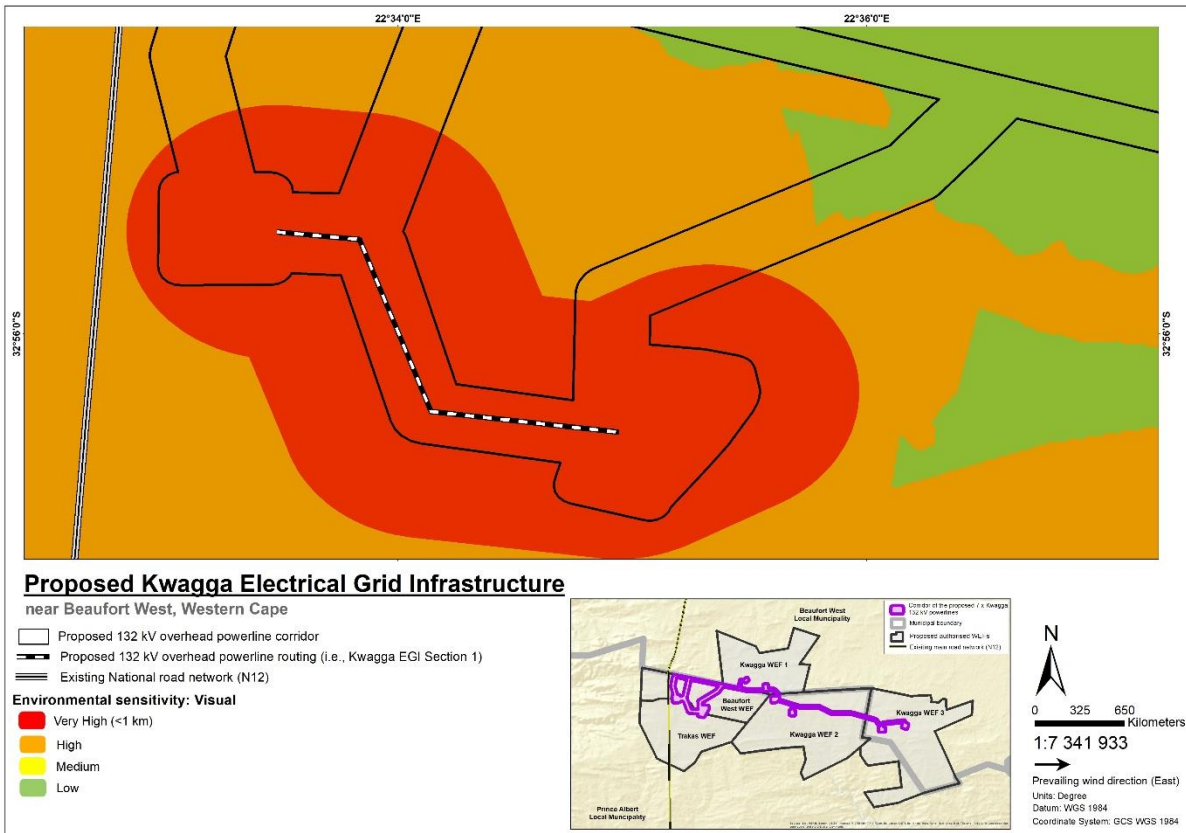 22°34'0"E
22°36'0"E
32°56'0"S
32°56'0"S
Proposed Kwagga Electrical Grid Infrastructure
near Beaufort West, Western Cape
Proposed 132 kV overhead powerline corridor
Proposed 132 kV overhead powerline routing (i.e., Kwagga EGI Section 1)
Existing National road network (N12)
Environmental sensitivity: Visual
Very High (<1 km)
High
Medium
Low
Beaufort West
Local Municipality
Corridor of the proposed 7 x Kwagga
132 kV powerlines
Municipal boundary
Proposed authorised WEFs
Existing main road network (N12)
Kwagga WEF 1
Beaufort
West WEF
Kwagga WEF 3
Trakas WEF
Kwagga WEF 2
Prince Albert
Local Municipality
N
0 325 650
Kilometers
1:7 341 933
Prevailing wind direction (East)
Units: Degree
Datum: WGS 1984
Coordinate System: GCS WGS 1984